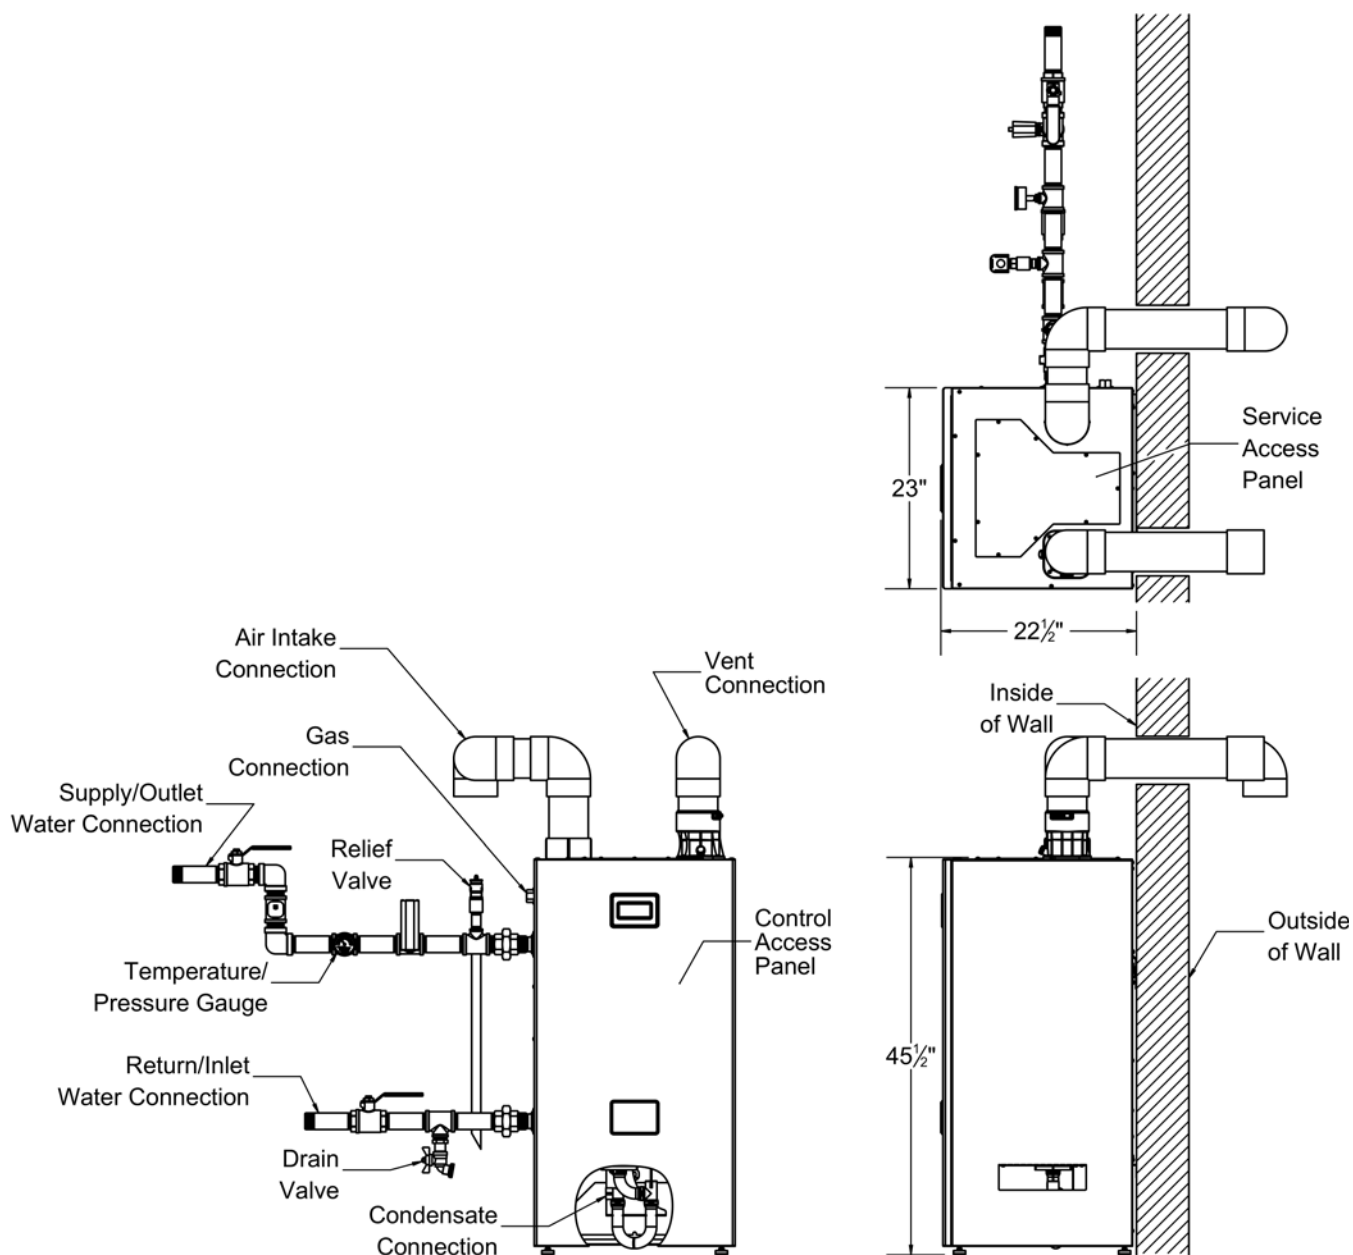 Service
Access
Panel
23"
22½"
Air Intake
Connection
Vent
Connection
Inside
of Wall
Gas
Connection
Supply/Outlet
Water Connection
Relief
Valve
Control
Access
Panel
Outside
of Wall
Temperature/
Pressure Gauge
45½"
Return/Inlet
Water Connection
Drain
Valve
Condensate
Connection